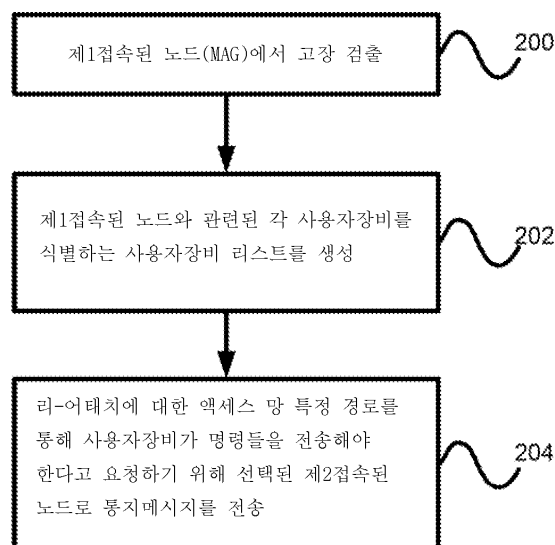 제1접속된 노드(MAG)에서 고장 검출
200
제1접속된 노드와 관련된 각 사용자장비를
식별하는 사용자장비 리스트를 생성
202
리-어태치에 대한 액세스 망 특정 경로를
통해 사용자장비가 명령들을 전송해야
한다고 요청하기 위해 선택된 제2접속된
노드로 통지메시지를 전송
204